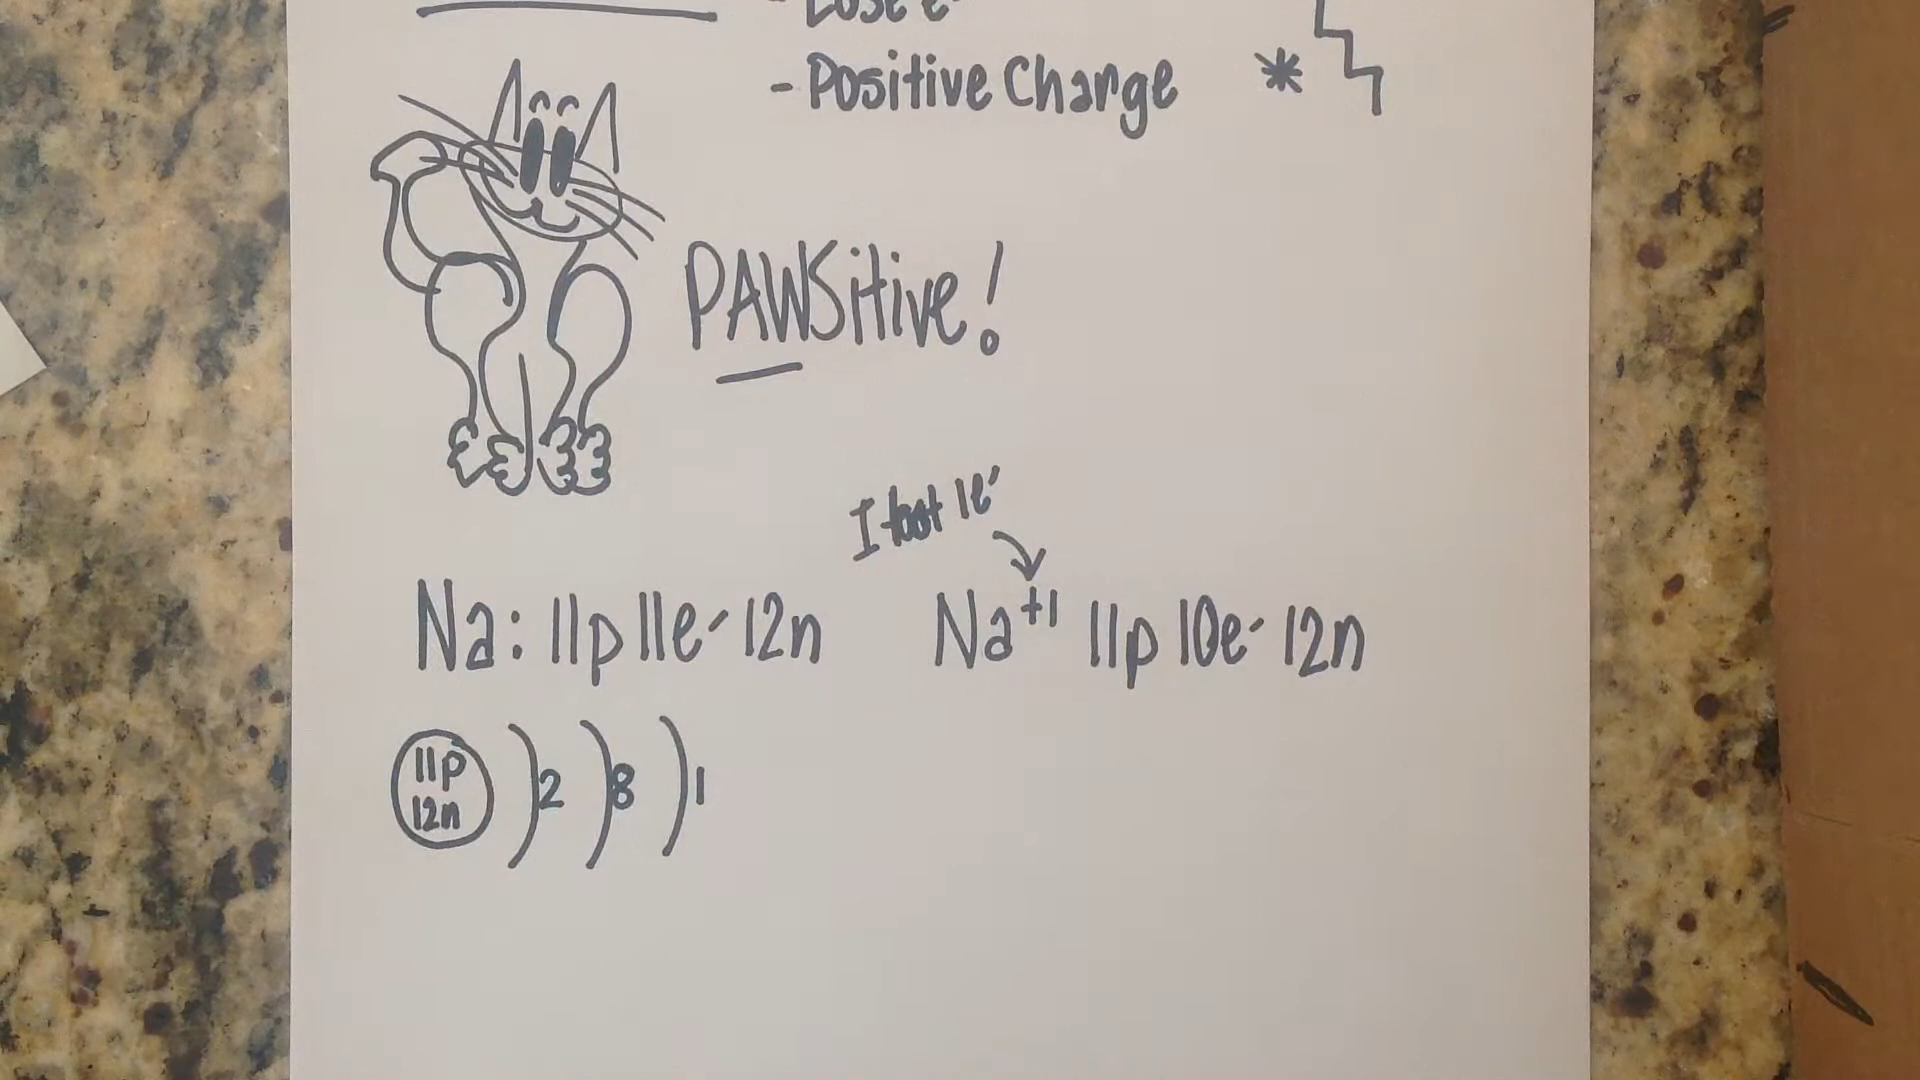 - Lose e-
- Positive Charge
*
PAWSitive!
I lost 1e-
Na: 11p 11e- 12n
Na+1 11p 10e- 12n
11p
12n
2 8 1